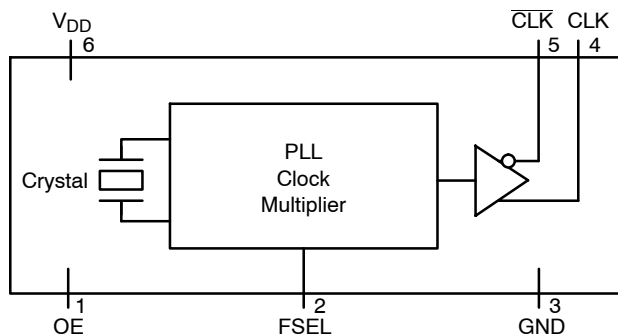 VDD
CLK CLK
6
5 4
Crystal
PLL
Clock
Multiplier
1
2
3
OE
FSEL
GND